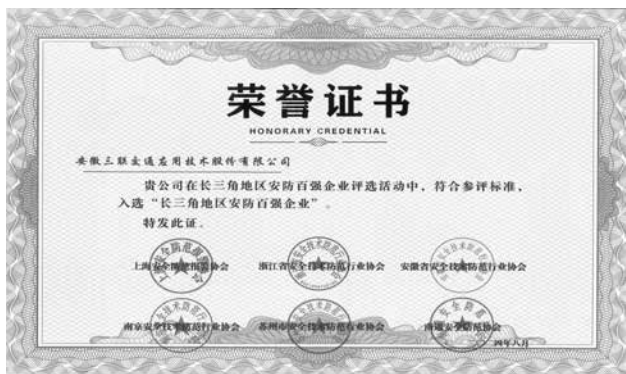 荣誉证书
HONORARY CREDENTIAL
安徽三联交通应用技术股份有限公司
贵公司在长三角地区安防百强企业评选活动中，符合参评标准，
入选“长三角地区安防百强企业”。
特发此证。
上海安全防范报警协会 浙江省安全技术防范行业协会 安徽省安全技术防范行业协会
南京安全技术防范行业协会 苏州市安全技术防范行业协会 南通安全防范协会
四年八月